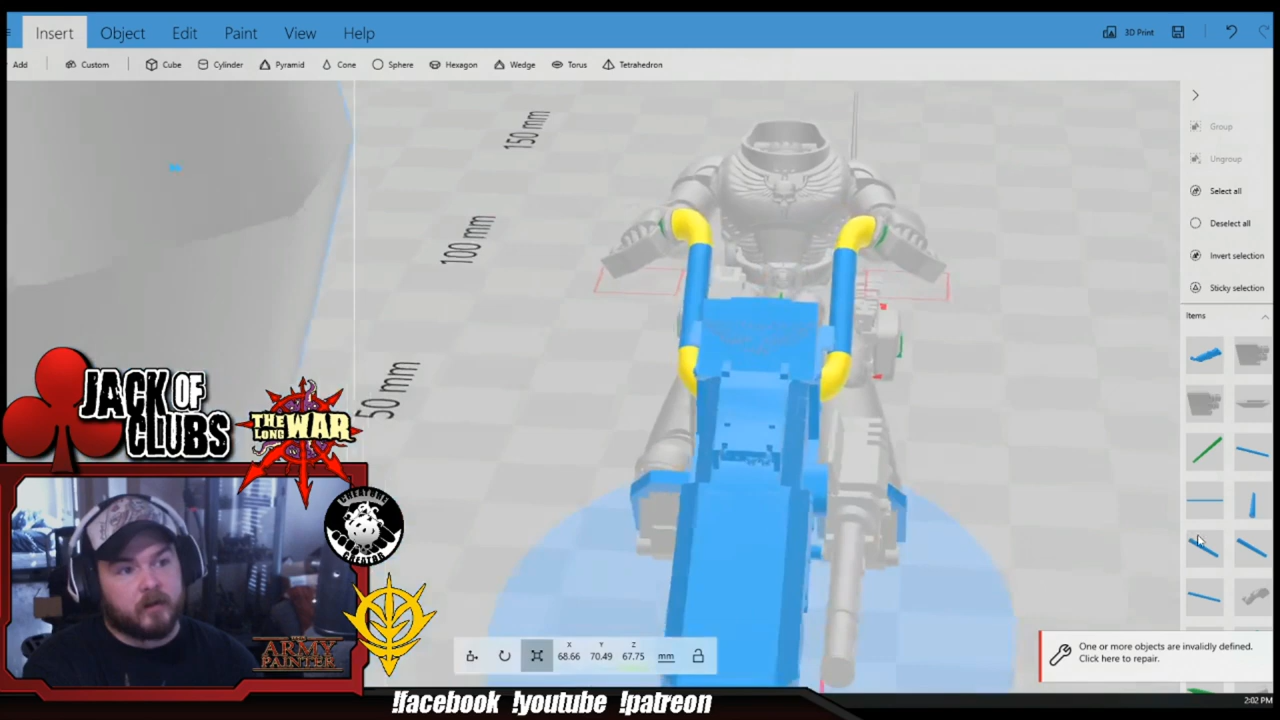 Insert Object Edit Paint View Help 3D Print
Add Custom Cube Cylinder Pyramid Cone Sphere Hexagon Wedge Torus Tetrahedron
Group
Ungroup
Select all
Deselect all
Invert selection
Sticky selection
Items
150 mm
100 mm
50 mm
JACK OF
CLUBS
THE
LONG WAR
CREATURE
CREATOR
THE
ARMY
PAINTER
X Y Z
68.66 70.49 67.75 mm
One or more objects are invalidly defined.
Click here to repair.
!facebook !youtube !patreon
2:02 PM